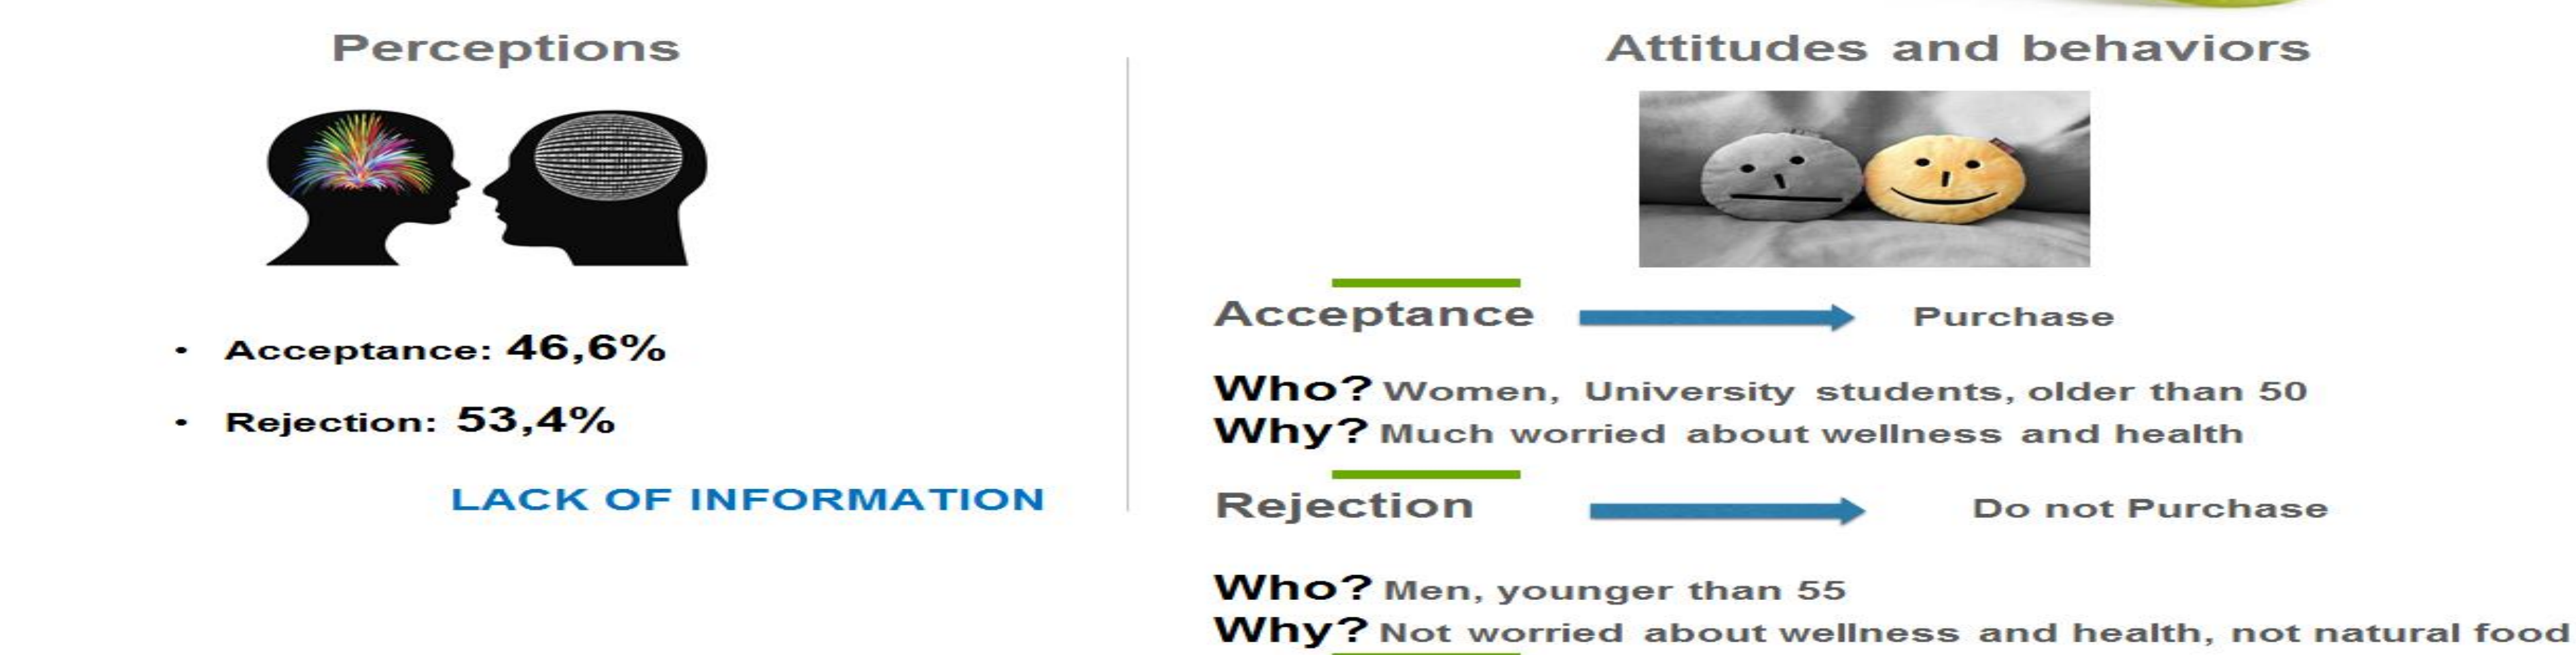 Perceptions
• Acceptance: 46,6%
• Rejection: 53,4%
LACK OF INFORMATION
Attitudes and behaviors
Acceptance Purchase
Who? Women, University students, older than 50
Why? Much worried about wellness and health
Rejection Do not Purchase
Who? Men, younger than 55
Why? Not worried about wellness and health, not natural food